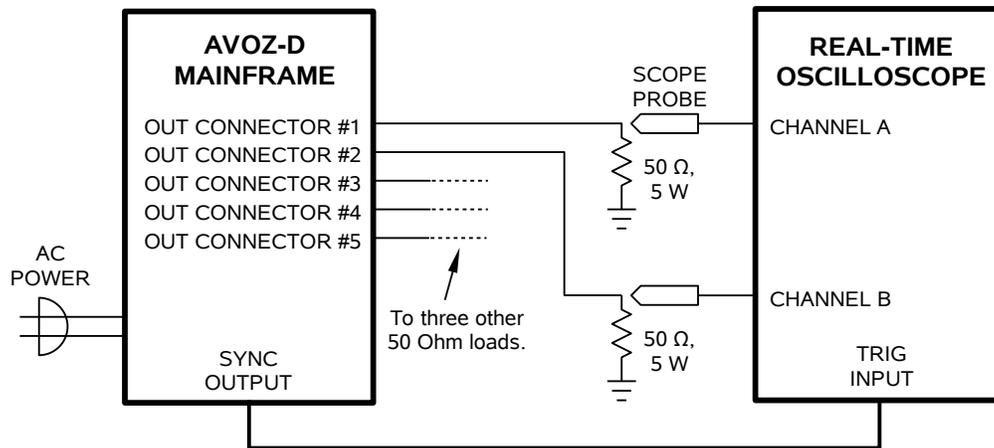 AVOZ-D
MAINFRAME
OUT CONNECTOR #1
OUT CONNECTOR #2
OUT CONNECTOR #3
OUT CONNECTOR #4
OUT CONNECTOR #5
AC
POWER
SYNC
OUTPUT
To three other
50 Ohm loads.
SCOPE
PROBE
50 Ω,
5 W
50 Ω,
5 W
REAL-TIME
OSCILLOSCOPE
CHANNEL A
CHANNEL B
TRIG
INPUT